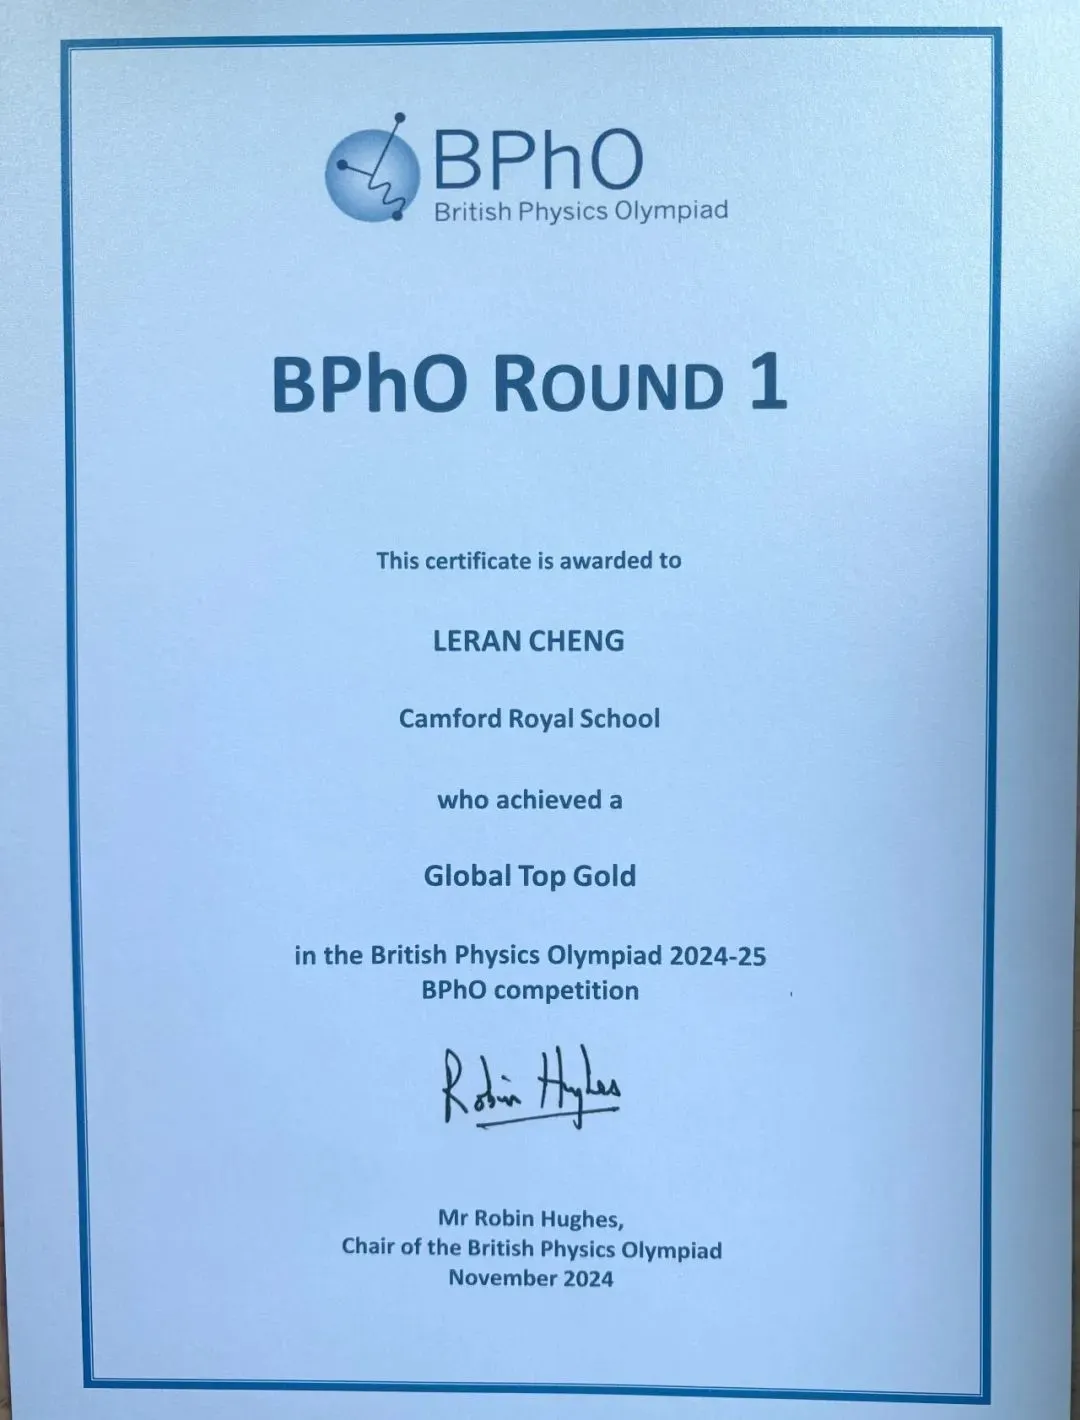 BPhO
British Physics Olympiad
BPhO ROUND 1
This certificate is awarded to
LERAN CHENG
Camford Royal School
who achieved a
Global Top Gold
in the British Physics Olympiad 2024-25
BPhO competition
Robin Hughes
Mr Robin Hughes,
Chair of the British Physics Olympiad
November 2024